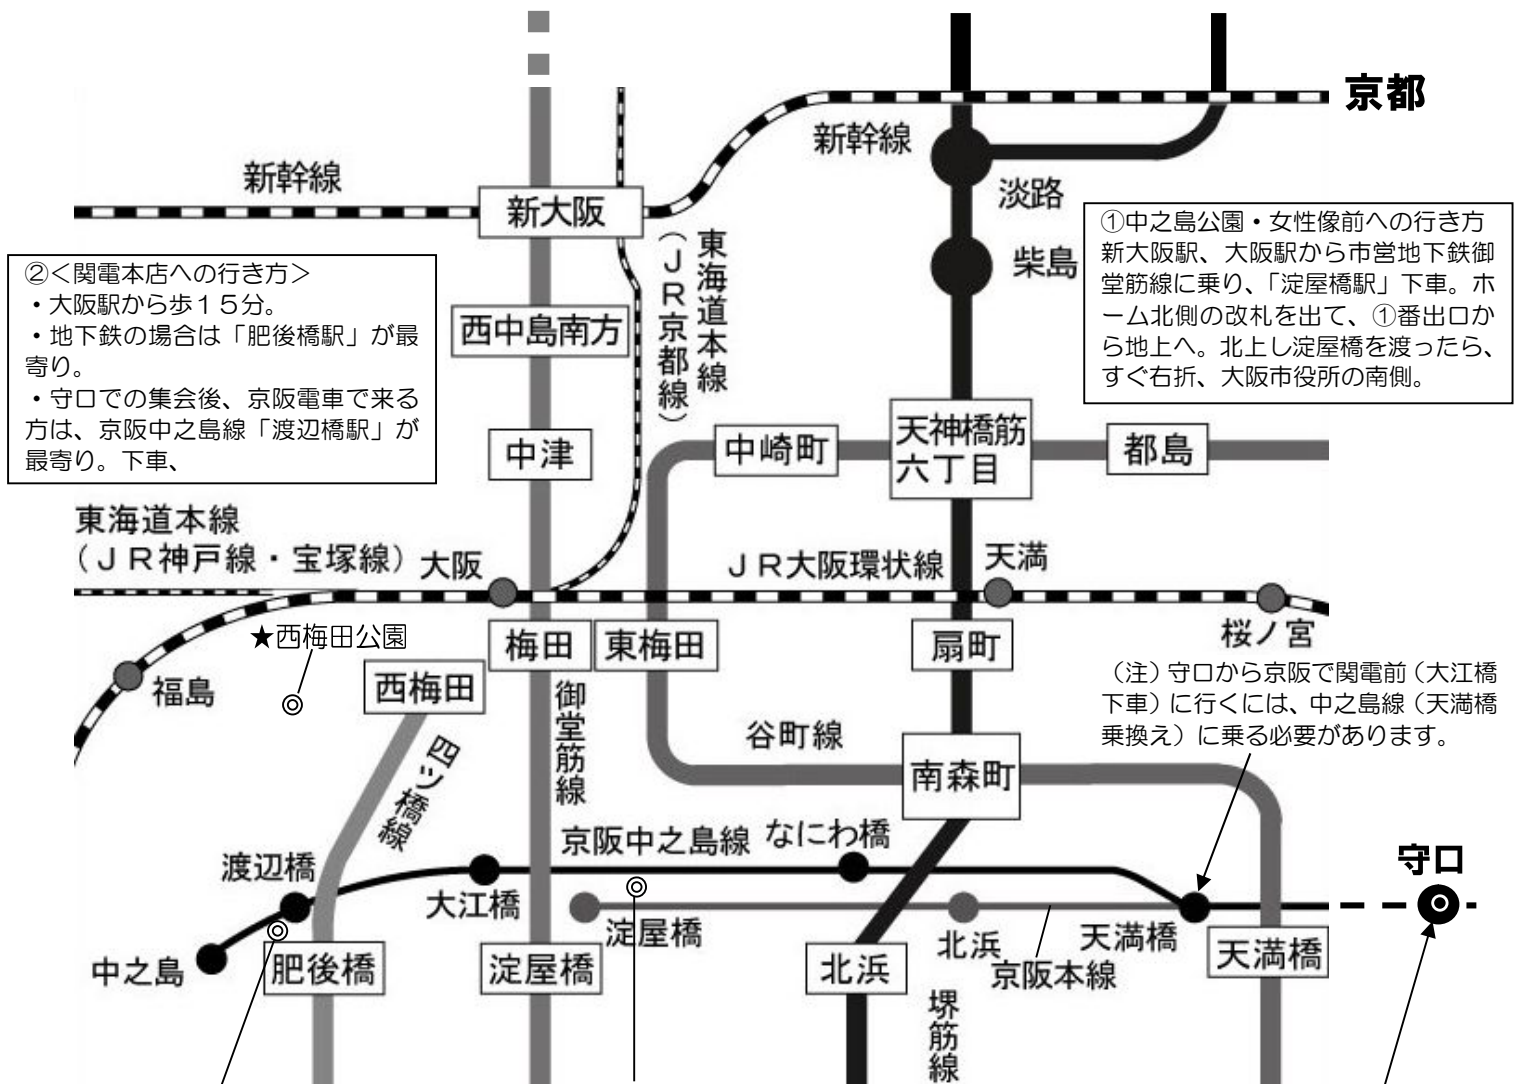 京都
新幹線
新幹線
新大阪
淡路
①中之島公園・女性像前への行き方
新大阪駅、大阪駅から市営地下鉄御
堂筋線に乗り、「淀屋橋駅」下車。ホ
ーム北側の改札を出て、①番出口か
ら地上へ。北上し淀屋橋を渡ったら、
すぐ右折、大阪市役所の南側。
東海道本線
（ＪＲ京都線）
柴島
②＜関電本店への行き方＞
・大阪駅から歩１５分。
・地下鉄の場合は「肥後橋駅」が最
寄り。
・守口での集会後、京阪電車で来る
方は、京阪中之島線「渡辺橋駅」が
最寄り。下車、
西中島南方
中津
中崎町
天神橋筋
六丁目
都島
東海道本線
（ＪＲ神戸線・宝塚線）
大阪
ＪＲ大阪環状線
天満
★西梅田公園
梅田
東梅田
扇町
桜ノ宮
福島
西梅田
御堂筋線
（注）守口から京阪で関電前（大江橋
下車）に行くには、中之島線（天満橋
乗換え）に乗る必要があります。
四ツ橋線
谷町線
南森町
京阪中之島線
なにわ橋
渡辺橋
守口
大江橋
淀屋橋
北浜
天満橋
中之島
肥後橋
淀屋橋
北浜
京阪本線
天満橋
堺筋線